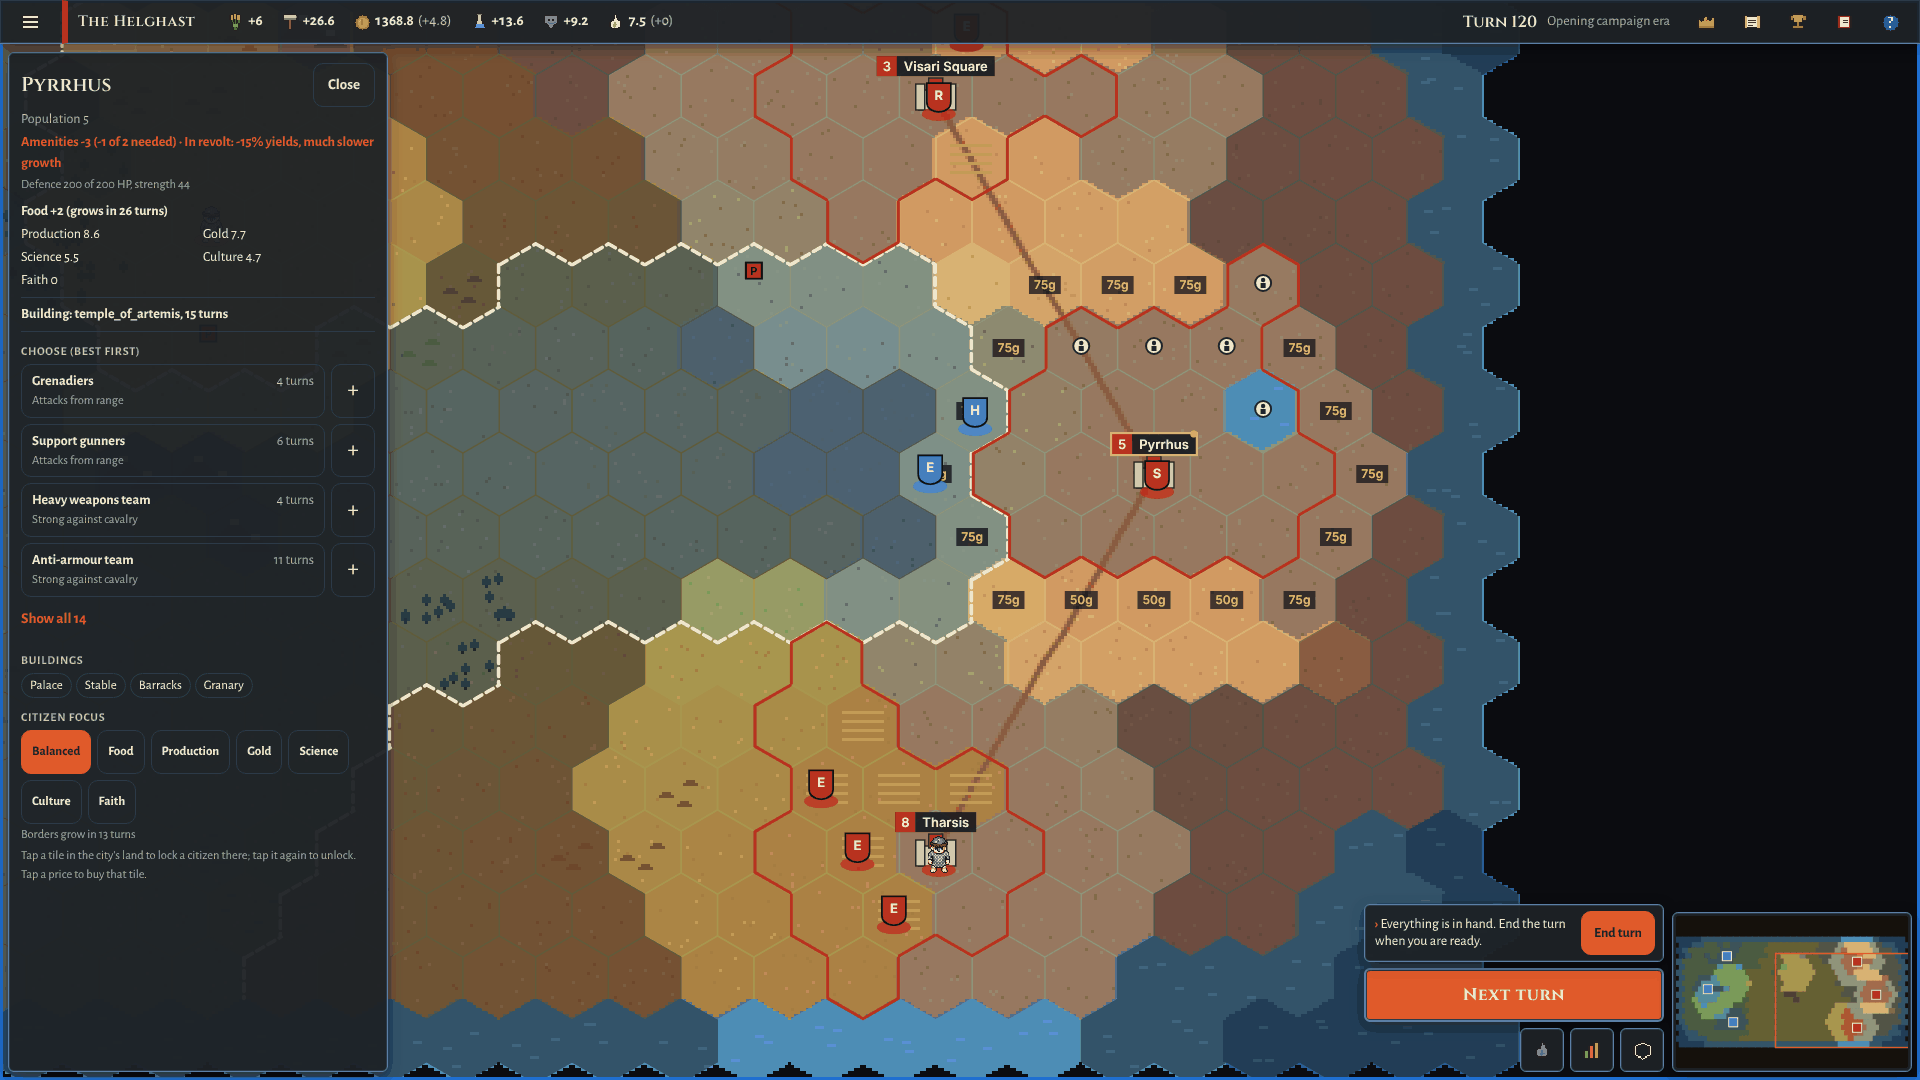 The Helghast
+6
+26.6
1368.8 (+4.8)
+13.6
+9.2
7.5 (+0)
Turn 120
Opening campaign era
?
Pyrrhus
Close
Population 5
Amenities -3 (-1 of 2 needed) · In revolt: -15% yields, much slower
growth
Defence 200 of 200 HP, strength 44
Food +2 (grows in 26 turns)
Production 8.6
Gold 7.7
Science 5.5
Culture 4.7
Faith 0
Building: temple_of_artemis, 15 turns
CHOOSE (BEST FIRST)
Grenadiers
4 turns
Attacks from range
+
Support gunners
6 turns
Attacks from range
+
Heavy weapons team
4 turns
Strong against cavalry
+
Anti-armour team
11 turns
Strong against cavalry
+
Show all 14
BUILDINGS
Palace
Stable
Barracks
Granary
CITIZEN FOCUS
Balanced
Food
Production
Gold
Science
Culture
Faith
Borders grow in 13 turns
Tap a tile in the city's land to lock a citizen there; tap it again to unlock.
Tap a price to buy that tile.
E
3 Visari Square
R
P
75g
75g
75g
75g
75g
H
75g
5 Pyrrhus
E
S
75g
75g
75g
75g
50g
50g
50g
75g
E
8 Tharsis
E
E
› Everything is in hand. End the turn
when you are ready.
End turn
Next turn